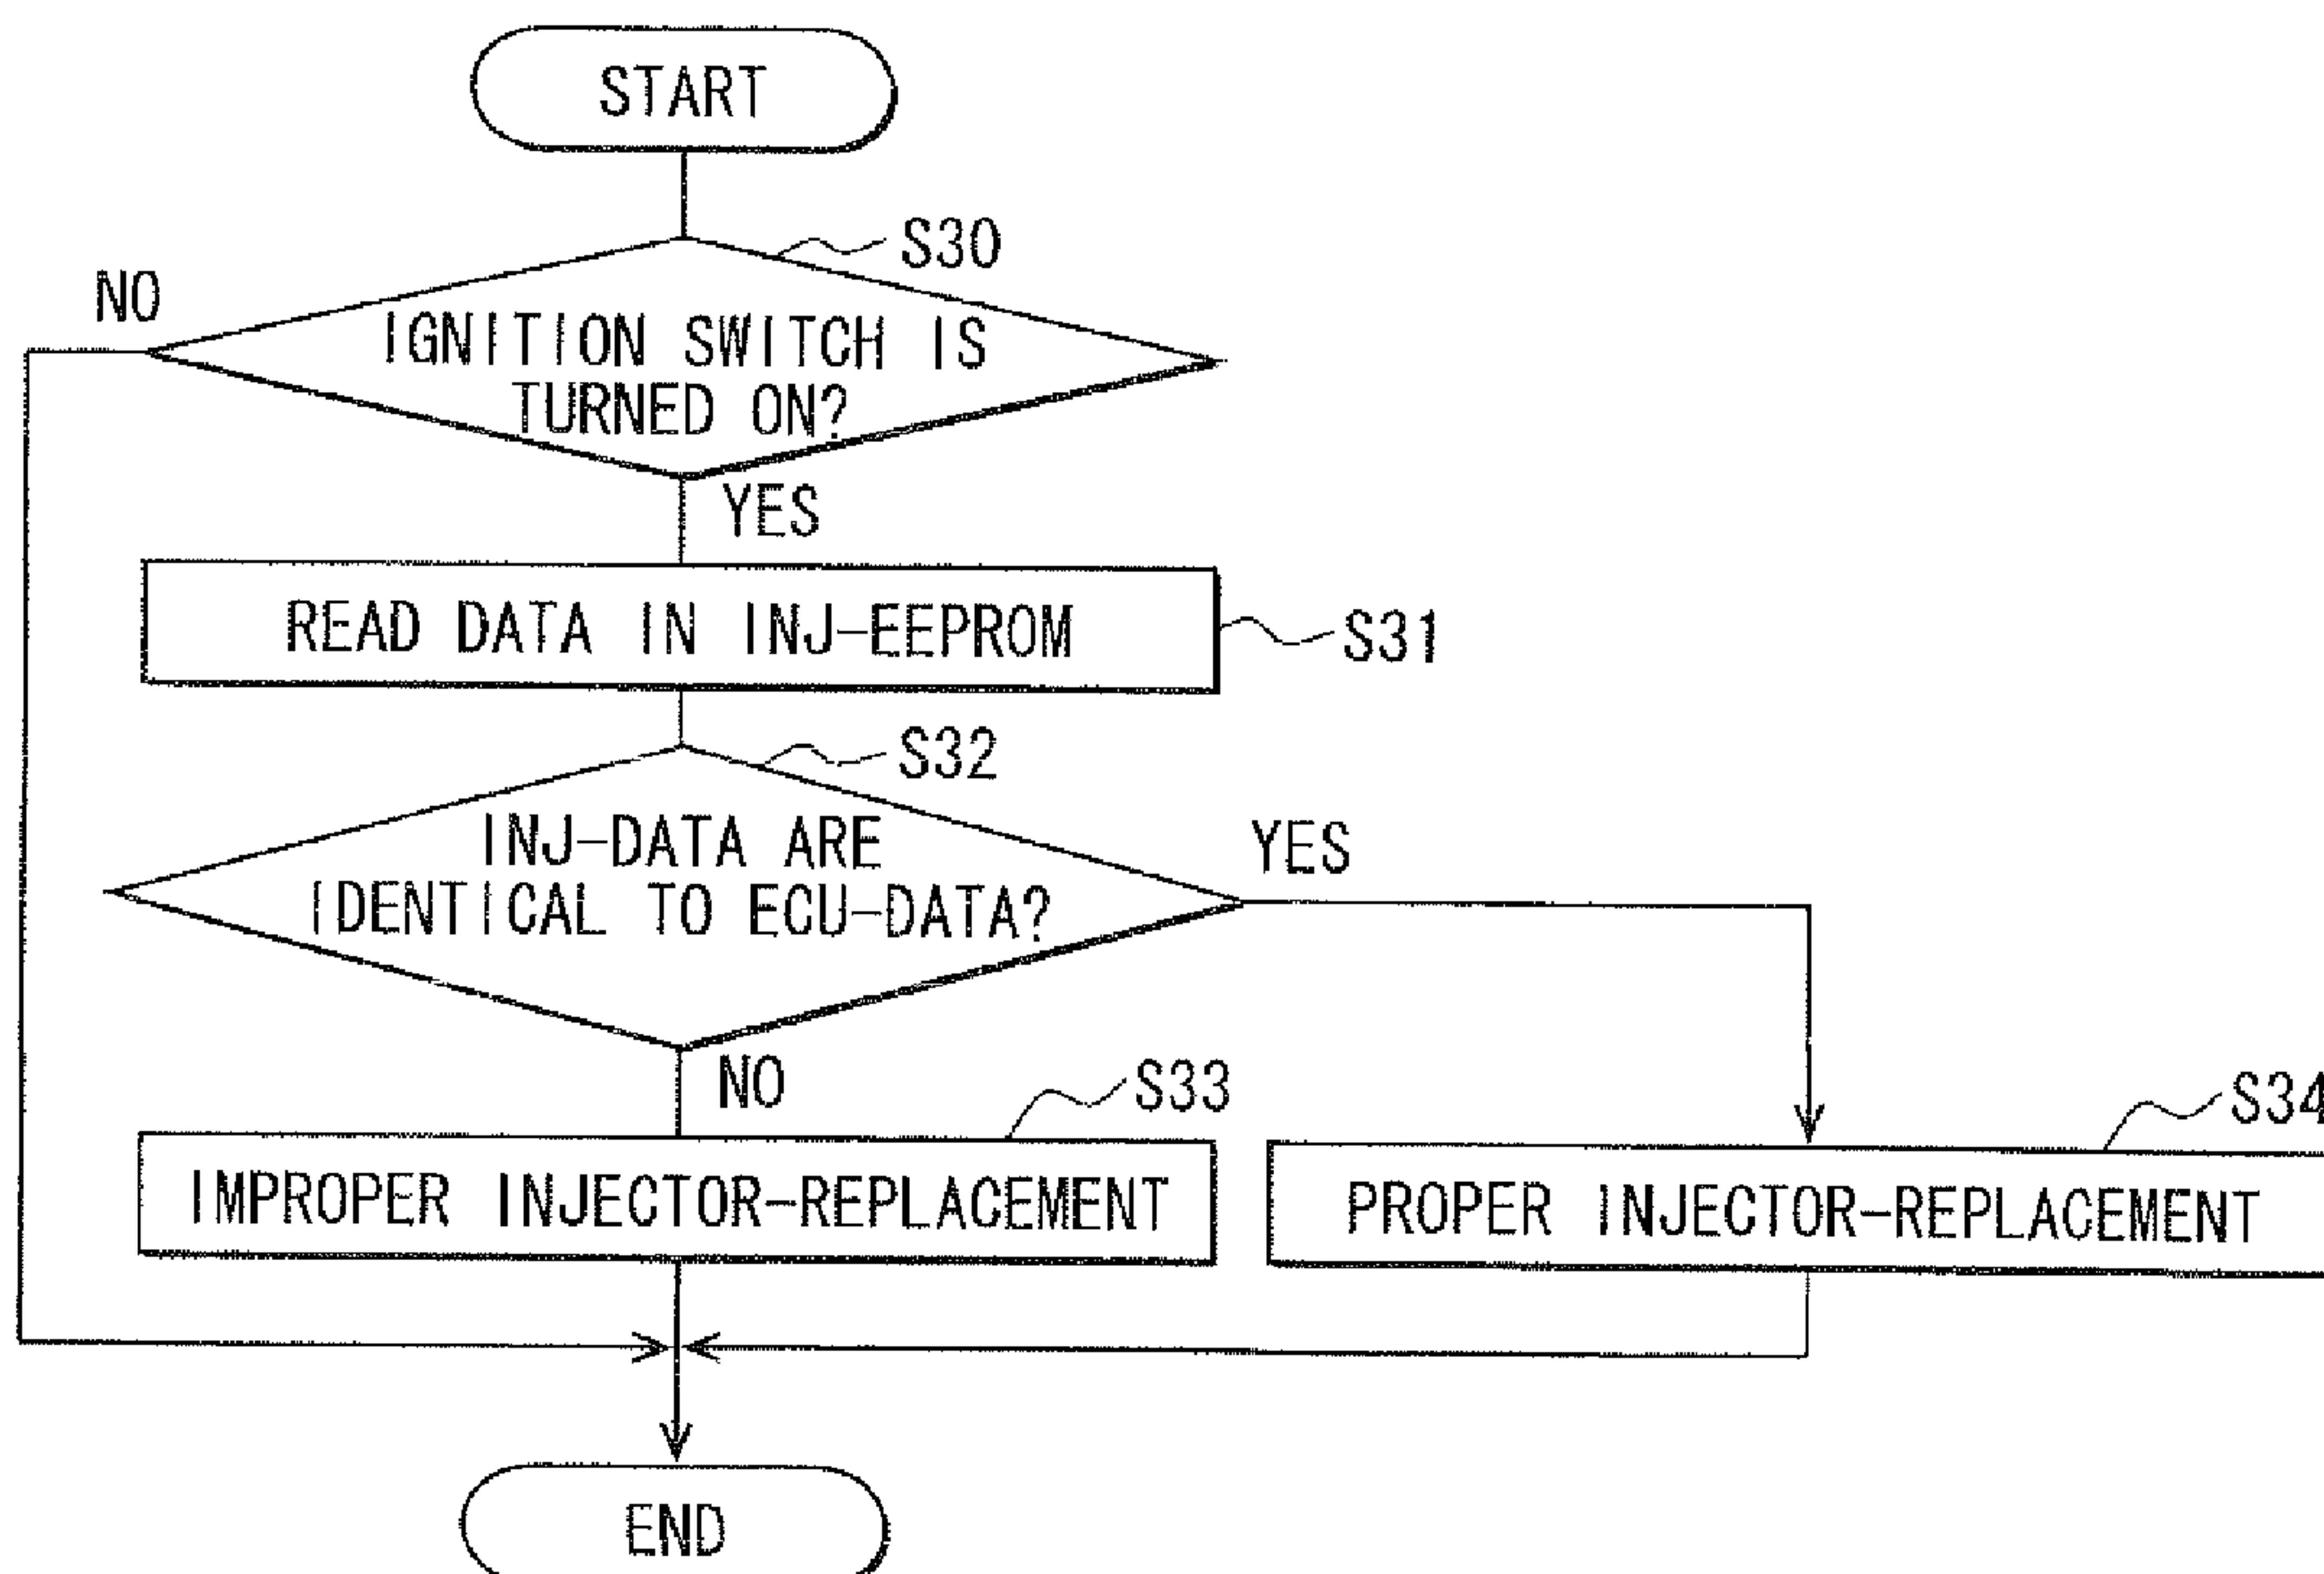 START
S30
NO
IGNITION SWITCH IS
TURNED ON?
YES
READ DATA IN INJ-EEPROM
S31
S32
INJ-DATA ARE
IDENTICAL TO ECU-DATA?
YES
NO
S33
S34
IMPROPER INJECTOR-REPLACEMENT
PROPER INJECTOR-REPLACEMENT
END